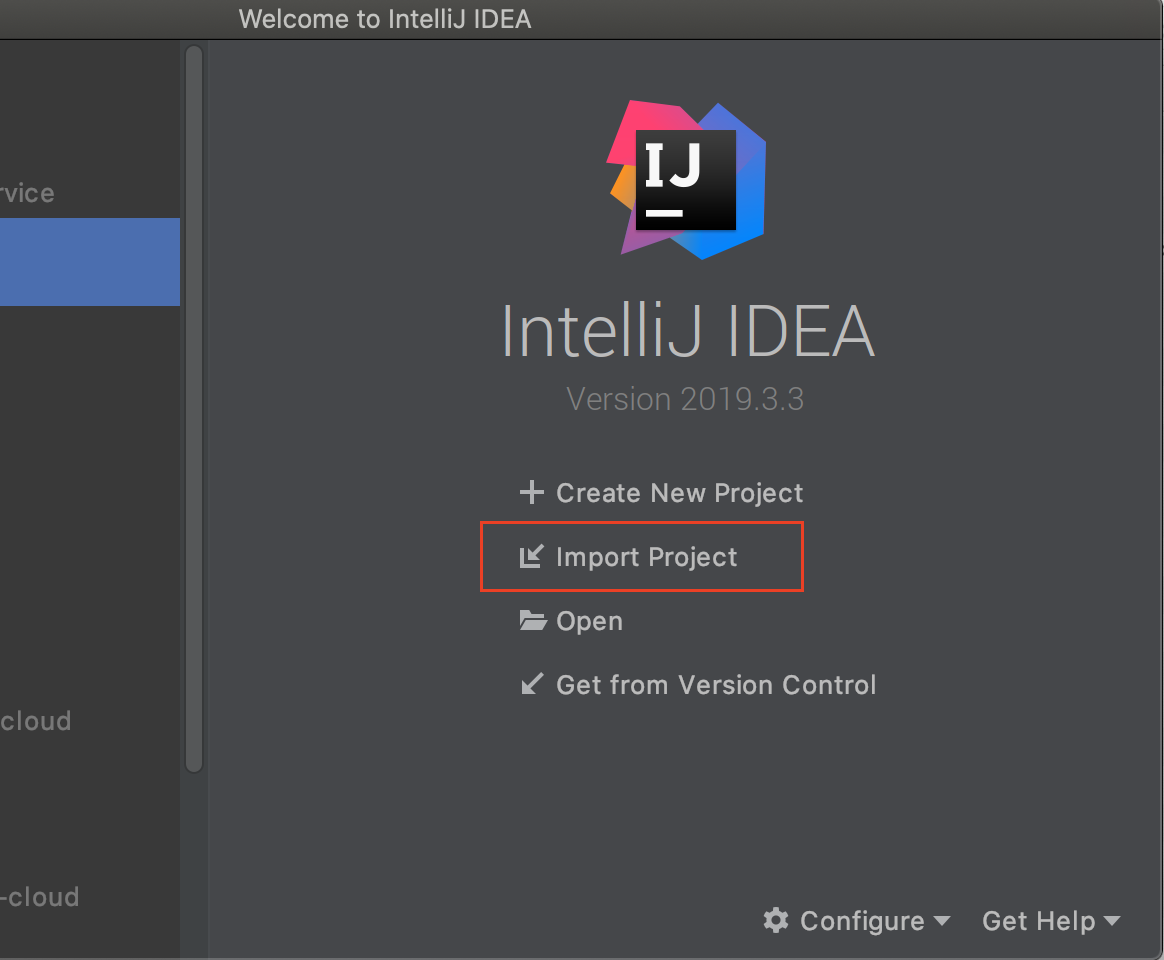 Welcome to IntelliJ IDEA
rvice
cloud
-cloud
IJ
IntelliJ IDEA
Version 2019.3.3
Create New Project
Import Project
Open
Get from Version Control
Configure
Get Help